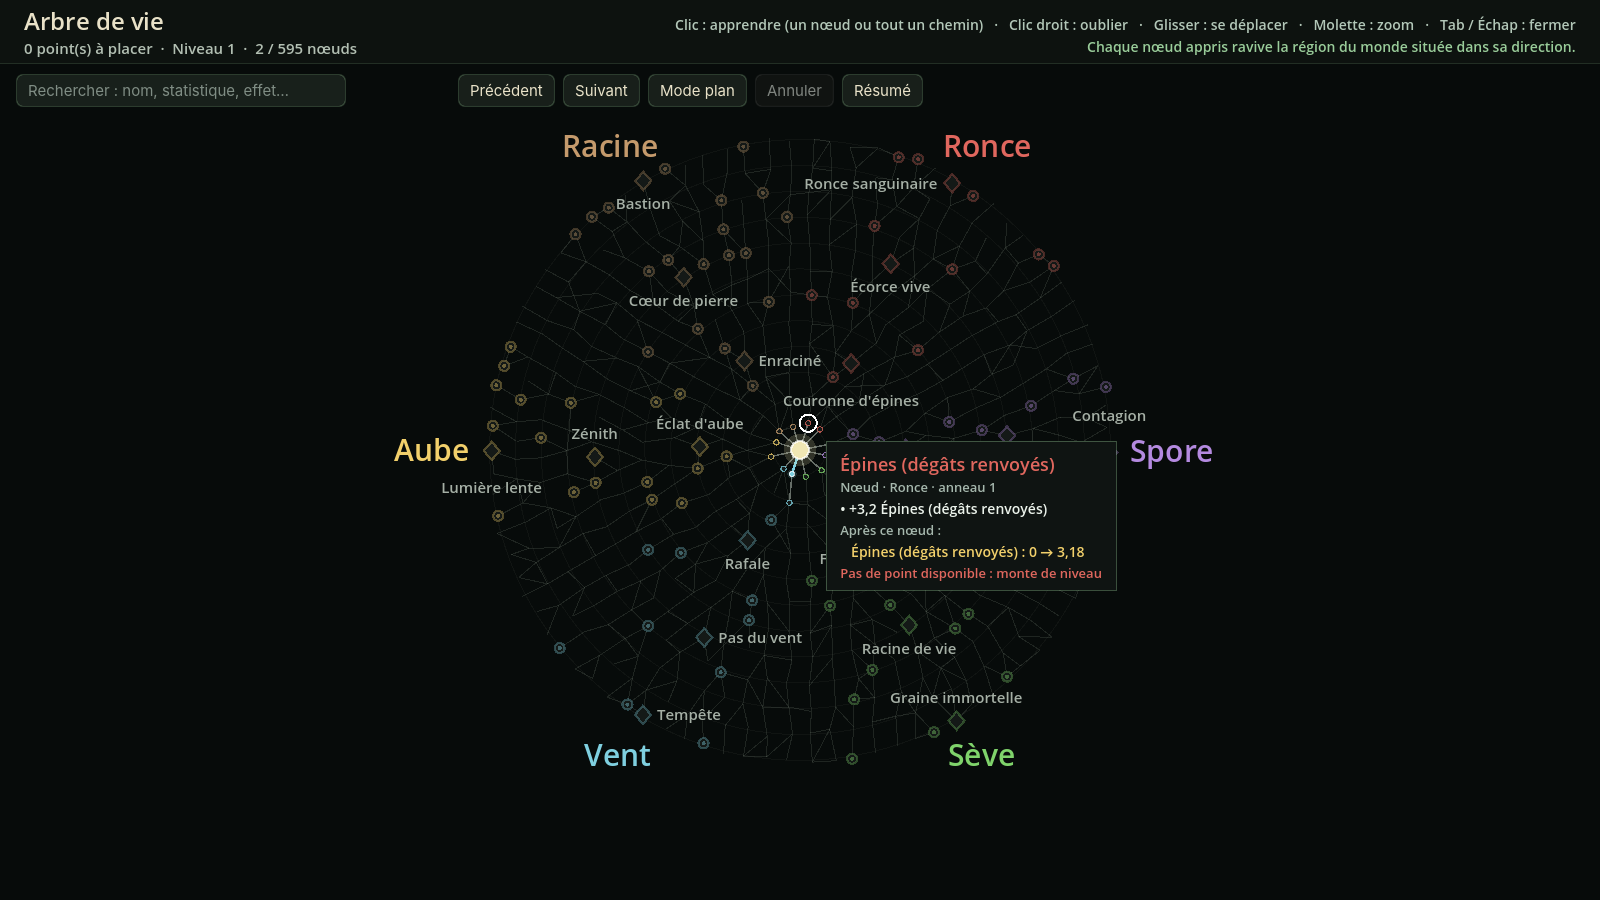 Arbre de vie
0 point(s) à placer · Niveau 1 · 2 / 595 nœuds
Clic : apprendre (un nœud ou tout un chemin) · Clic droit : oublier · Glisser : se déplacer · Molette : zoom · Tab / Échap : fermer
Chaque nœud appris ravive la région du monde située dans sa direction.
Rechercher : nom, statistique, effet...
Précédent
Suivant
Mode plan
Annuler
Résumé
Racine
Ronce
Ronce sanguinaire
Bastion
Écorce vive
Cœur de pierre
Enraciné
Couronne d'épines
Contagion
Éclat d'aube
Zénith
Aube
Spore
Lumière lente
Épines (dégâts renvoyés)
Nœud · Ronce · anneau 1
• +3,2 Épines (dégâts renvoyés)
Après ce nœud :
Épines (dégâts renvoyés) : 0 → 3,18
Pas de point disponible : monte de niveau
Rafale
Pas du vent
Racine de vie
Graine immortelle
Tempête
Vent
Sève